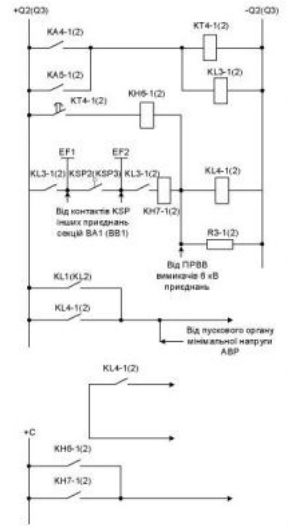 +Q2(Q3)
-Q2(Q3)
KA4-1(2)
KT4-1(2)
KA5-1(2)
KL3-1(2)
KT4-1(2)
KH6-1(2)
EF1
EF2
KL3-1(2)
KSP2(KSP3)
KL3-1(2)
KL4-1(2)
KH7-1(2)
Від контактів KSP
інших приєднань
секцій ВА1 (ВВ1)
R3-1(2)
Від ПРВВ
вимикачів 6 кВ
приєднань
KL1(KL2)
KL4-1(2)
Від пускового органу
мінімальної напруги
АВР
KL4-1(2)
+C
KH6-1(2)
KH7-1(2)